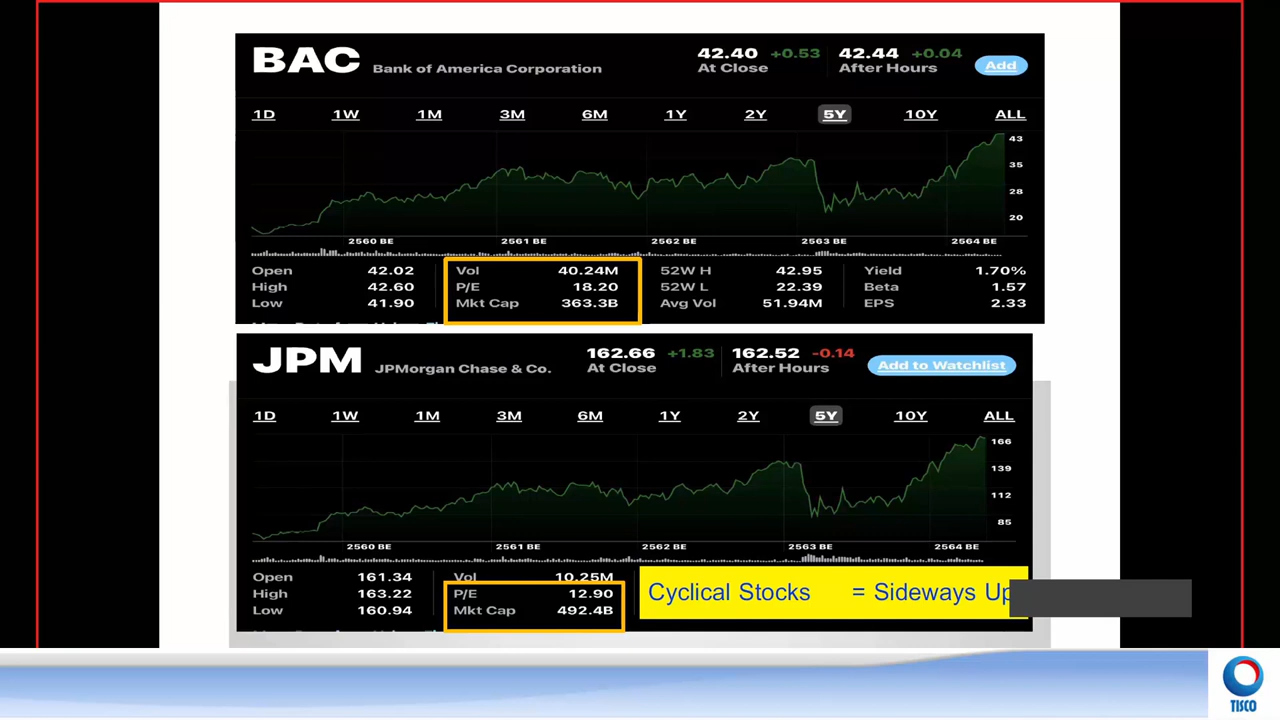 BAC Bank of America Corporation 42.40 +0.53 42.44 +0.04 Add
At Close After Hours
1D 1W 1M 3M 6M 1Y 2Y 5Y 10Y ALL
43
35
28
20
2560 BE 2561 BE 2562 BE 2563 BE 2564 BE
Open 42.02 Vol 40.24M 52W H 42.95 Yield 1.70%
High 42.60 P/E 18.20 52W L 22.39 Beta 1.57
Low 41.90 Mkt Cap 363.3B Avg Vol 51.94M EPS 2.33
JPM JPMorgan Chase & Co. 162.66 +1.83 162.52 -0.14 Add to Watchlist
At Close After Hours
1D 1W 1M 3M 6M 1Y 2Y 5Y 10Y ALL
166
139
112
85
2560 BE 2561 BE 2562 BE 2563 BE 2564 BE
Open 161.34 Vol 10.25M
High 163.22 P/E 12.90
Low 160.94 Mkt Cap 492.4B
Cyclical Stocks = Sideways Up
TISCO